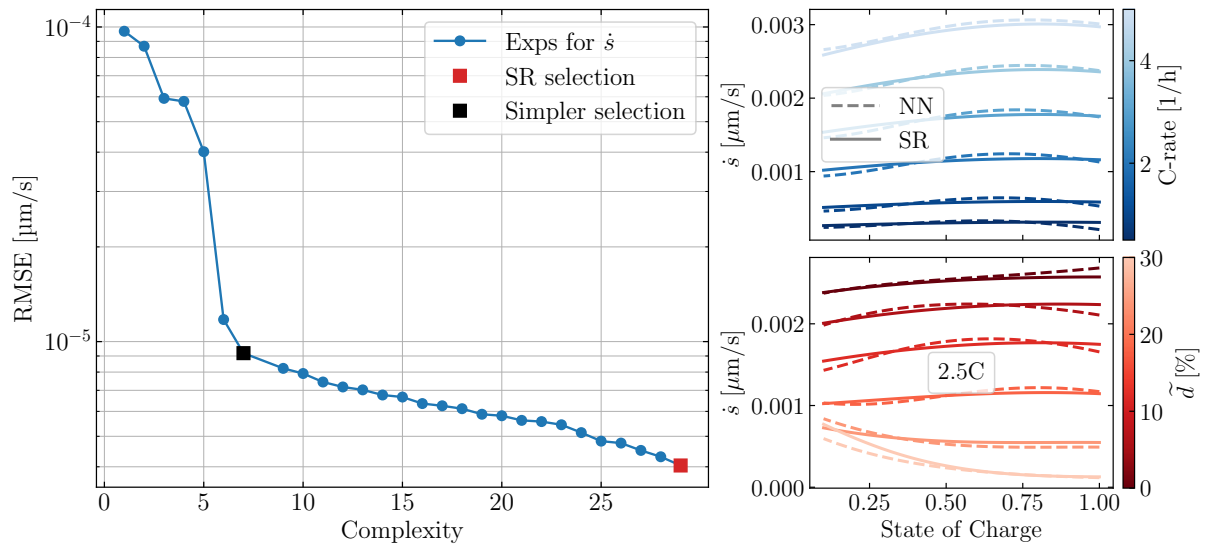 10⁻⁴
10⁻⁵
RMSE [µm/s]
Exps for ṡ
SR selection
Simpler selection
0 5 10 15 20 25
Complexity
0.003
0.002
0.001
ṡ [µm/s]
NN
SR
4
2
C-rate [1/h]
0.002
0.001
0.000
ṡ [µm/s]
2.5C
0.25 0.50 0.75 1.00
State of Charge
30
20
10
0
d̃ [%]